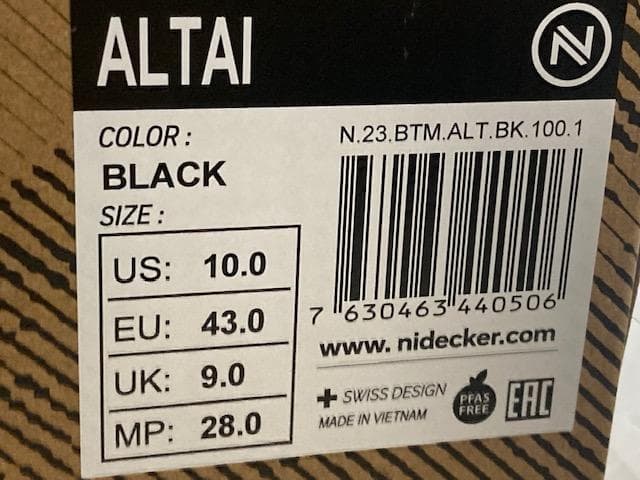 ALTAI
N
COLOR :
BLACK
N.23.BTM.ALT.BK.100.1
SIZE :
US: 10.0
EU: 43.0
UK: 9.0
MP: 28.0
7 630463 440506
www. nidecker.com
SWISS DESIGN
MADE IN VIETNAM
PFAS
FREE
EAC